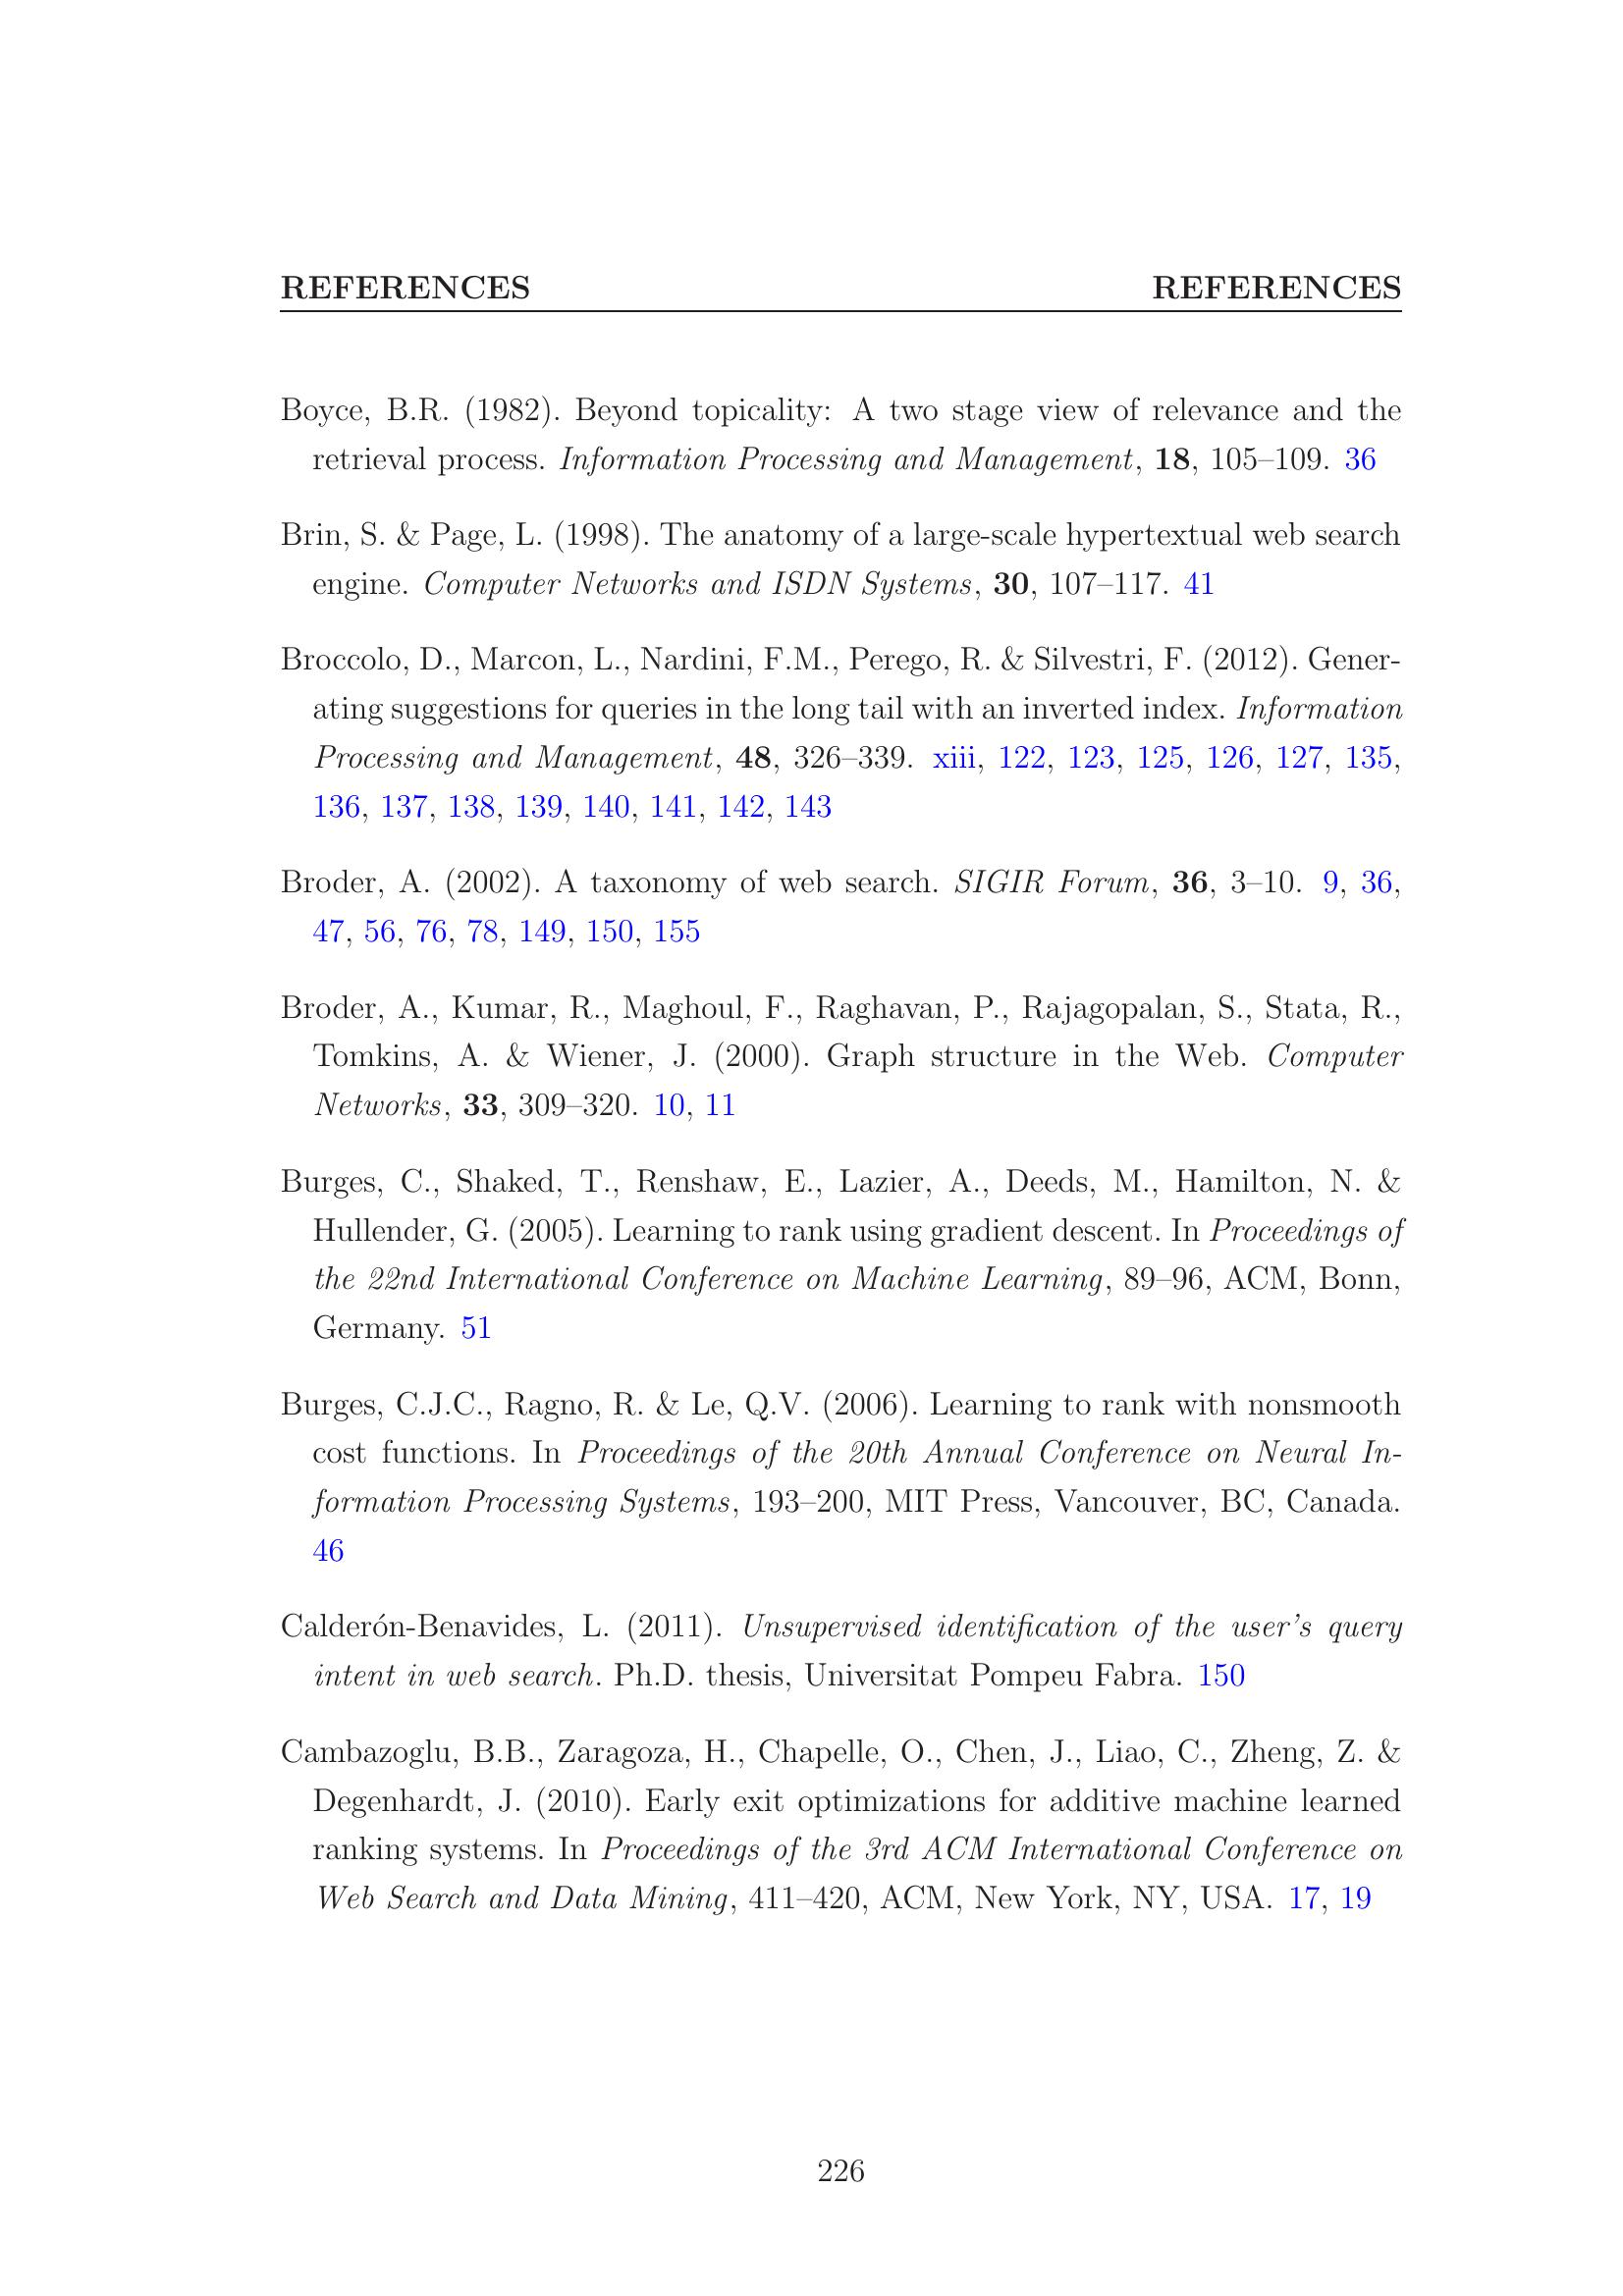 REFERENCES REFERENCES
Boyce, B.R. (1982). Beyond topicality: A two stage view of relevance and the
retrieval process. Information Processing and Management, 18, 105–109. 36
Brin, S. & Page, L. (1998). The anatomy of a large-scale hypertextual web search
engine. Computer Networks and ISDN Systems, 30, 107–117. 41
Broccolo, D., Marcon, L., Nardini, F.M., Perego, R. & Silvestri, F. (2012). Gener-
ating suggestions for queries in the long tail with an inverted index. Information
Processing and Management, 48, 326–339. xiii, 122, 123, 125, 126, 127, 135,
136, 137, 138, 139, 140, 141, 142, 143
Broder, A. (2002). A taxonomy of web search. SIGIR Forum, 36, 3–10. 9, 36,
47, 56, 76, 78, 149, 150, 155
Broder, A., Kumar, R., Maghoul, F., Raghavan, P., Rajagopalan, S., Stata, R.,
Tomkins, A. & Wiener, J. (2000). Graph structure in the Web. Computer
Networks, 33, 309–320. 10, 11
Burges, C., Shaked, T., Renshaw, E., Lazier, A., Deeds, M., Hamilton, N. &
Hullender, G. (2005). Learning to rank using gradient descent. In Proceedings of
the 22nd International Conference on Machine Learning, 89–96, ACM, Bonn,
Germany. 51
Burges, C.J.C., Ragno, R. & Le, Q.V. (2006). Learning to rank with nonsmooth
cost functions. In Proceedings of the 20th Annual Conference on Neural In-
formation Processing Systems, 193–200, MIT Press, Vancouver, BC, Canada.
46
Calderón-Benavides, L. (2011). Unsupervised identification of the user's query
intent in web search. Ph.D. thesis, Universitat Pompeu Fabra. 150
Cambazoglu, B.B., Zaragoza, H., Chapelle, O., Chen, J., Liao, C., Zheng, Z. &
Degenhardt, J. (2010). Early exit optimizations for additive machine learned
ranking systems. In Proceedings of the 3rd ACM International Conference on
Web Search and Data Mining, 411–420, ACM, New York, NY, USA. 17, 19
226